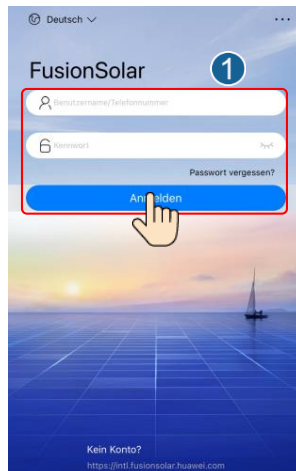 Deutsch
FusionSolar
1
Benutzername/Telefonnummer
Kennwort
Passwort vergessen?
Anmelden
Kein Konto?
https://intl.fusionsolar.huawei.com